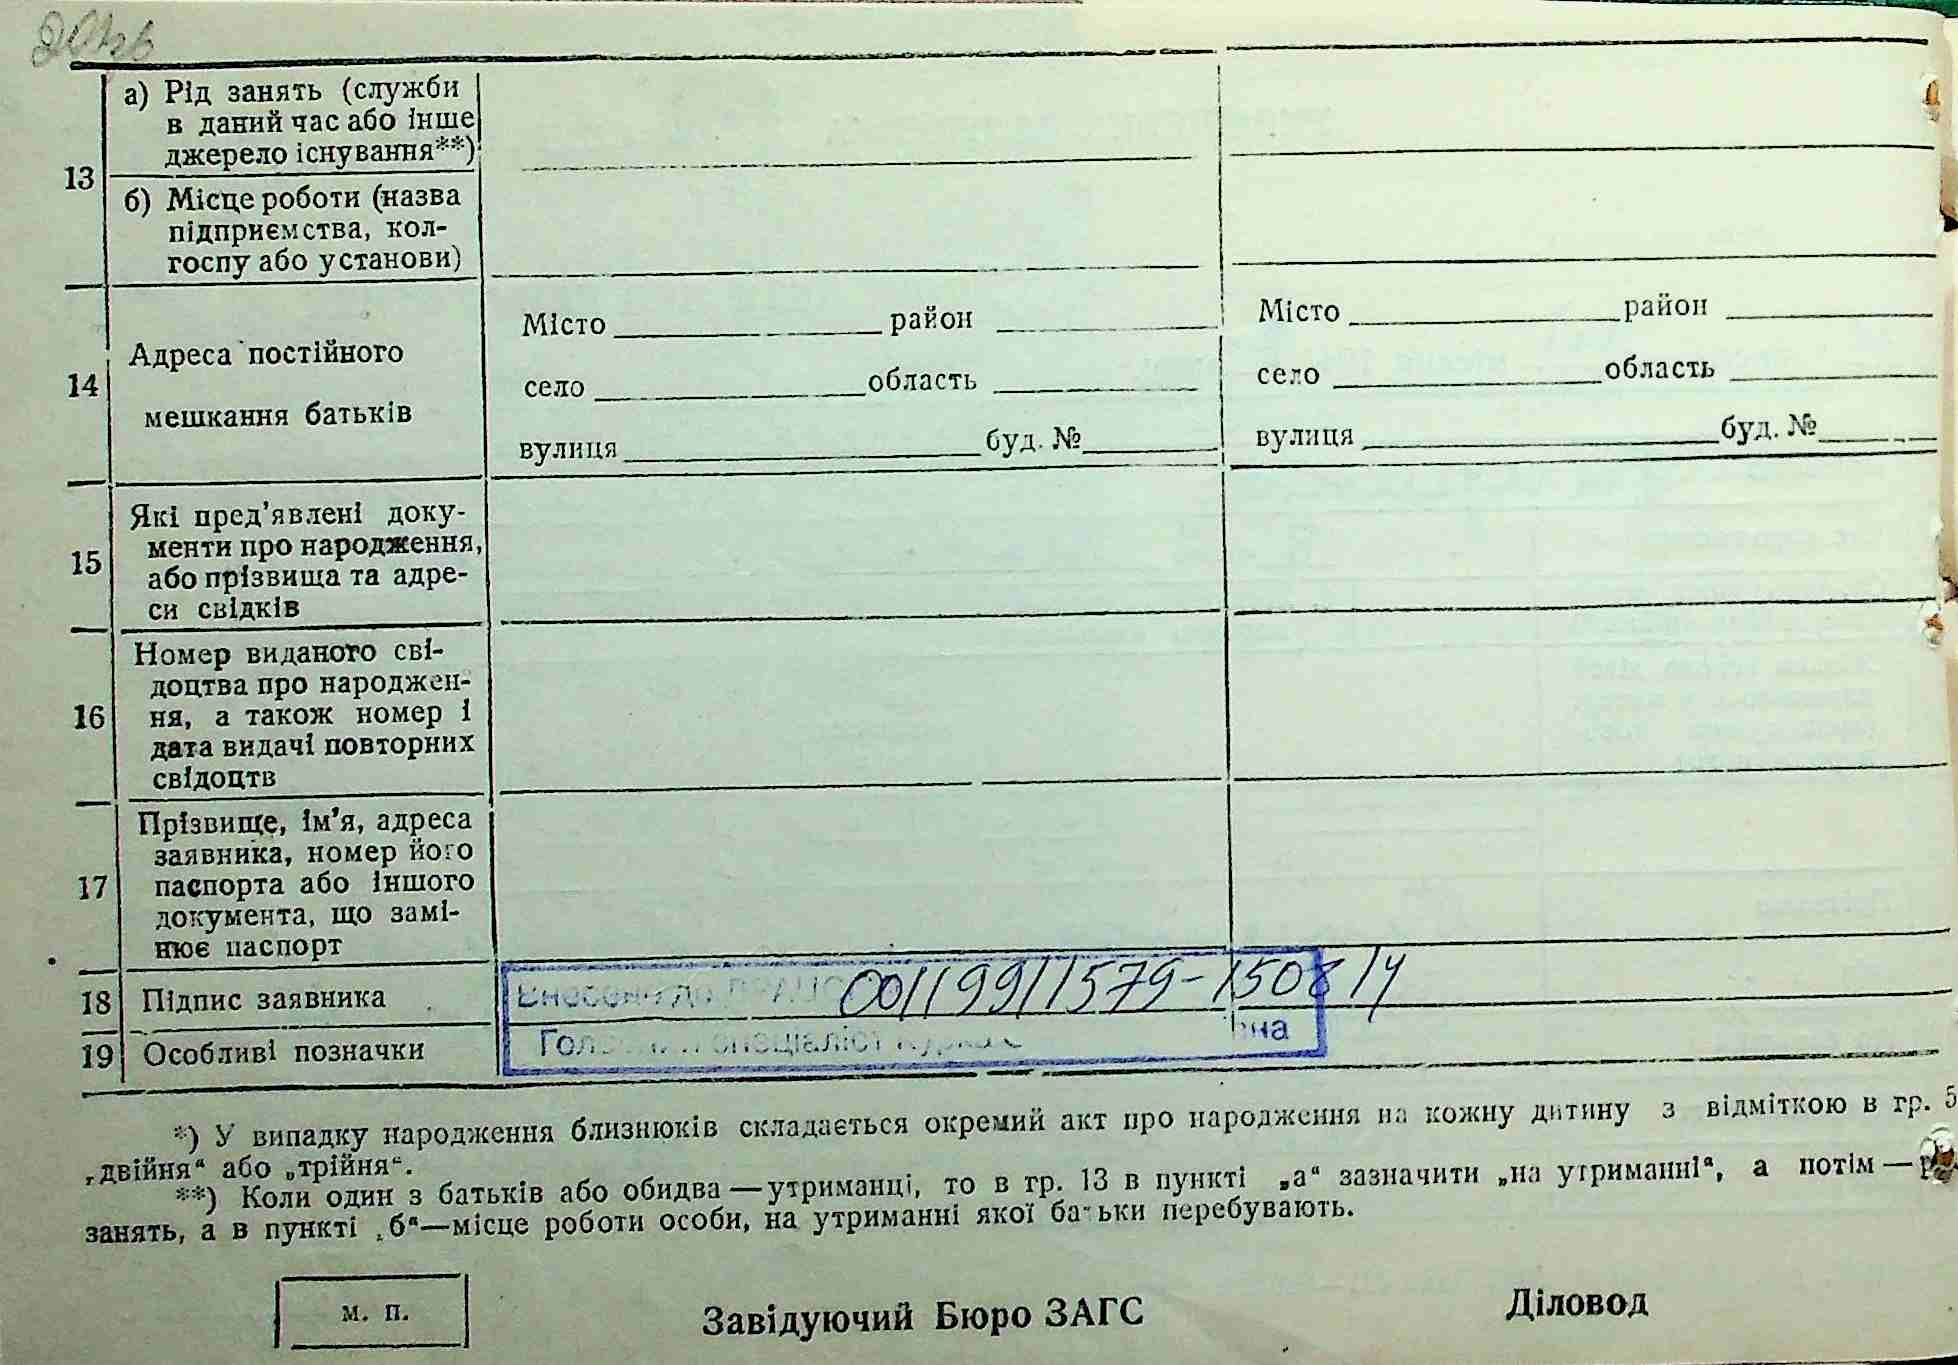 13
а) Рід занять (служби
в даний час або інше
джерело існування**)
б) Місце роботи (назва
підприємства, кол-
госпу або установи)
14
Адреса постійного
мешкання батьків
Місто район
село область
вулиця буд. №
Місто район
село область
вулиця буд. №
15
Які пред’явлені доку-
менти про народження,
або прізвища та адре-
си свідків
16
Номер виданого сві-
доцтва про народжен-
ня, а також номер і
дата видачі повторних
свідоцтв
17
Прізвище, ім’я, адреса
заявника, номер його
паспорта або іншого
документа, що замі-
нює паспорт
18 Підпис заявника
Внесено до 00119911579-1508/4
19 Особливі позначки
Головний спеціаліст
*) У випадку народження близнюків складається окремий акт про народження на кожну дитину з відміткою в гр. 5
„двійня“ або „трійня“.
**) Коли один з батьків або обидва — утриманці, то в гр. 13 в пункті „а“ зазначити „на утриманні“, а потім —
занять, а в пункті „б“—місце роботи особи, на утриманні якої батьки перебувають.
м. п.
Завідуючий Бюро ЗАГС
Діловод